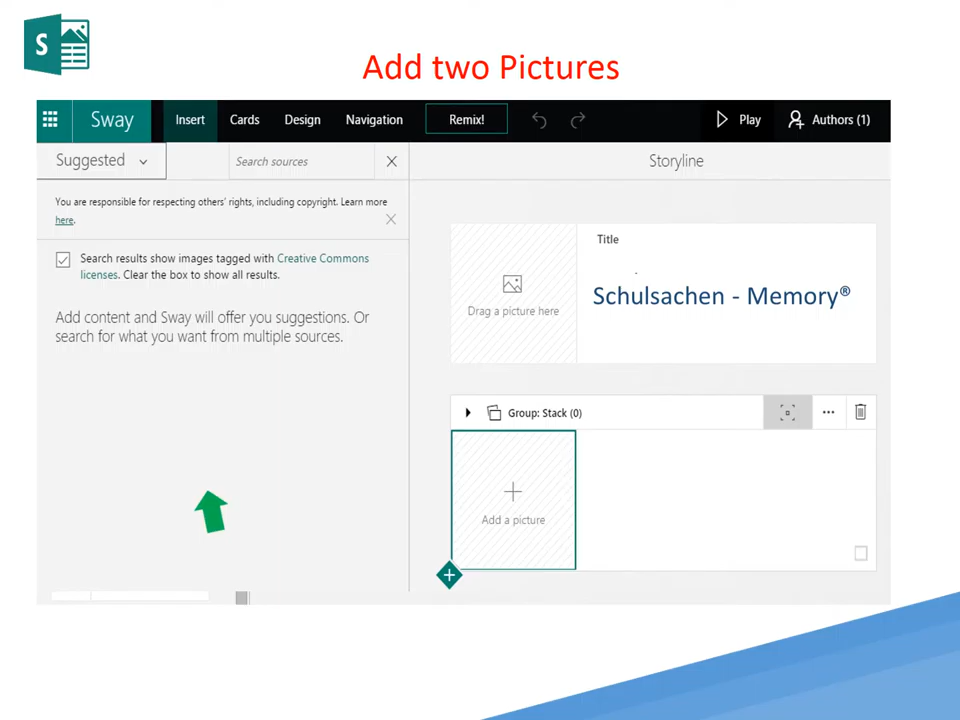 S
Add two Pictures
Sway Insert Cards Design Navigation Remix! Play Authors (1)
Suggested Search sources Storyline
You are responsible for respecting others' rights, including copyright. Learn more
here.
Search results show images tagged with Creative Commons
licenses. Clear the box to show all results.
Add content and Sway will offer you suggestions. Or
search for what you want from multiple sources.
Title
Schulsachen - Memory®
Drag a picture here
Group: Stack (0)
Add a picture